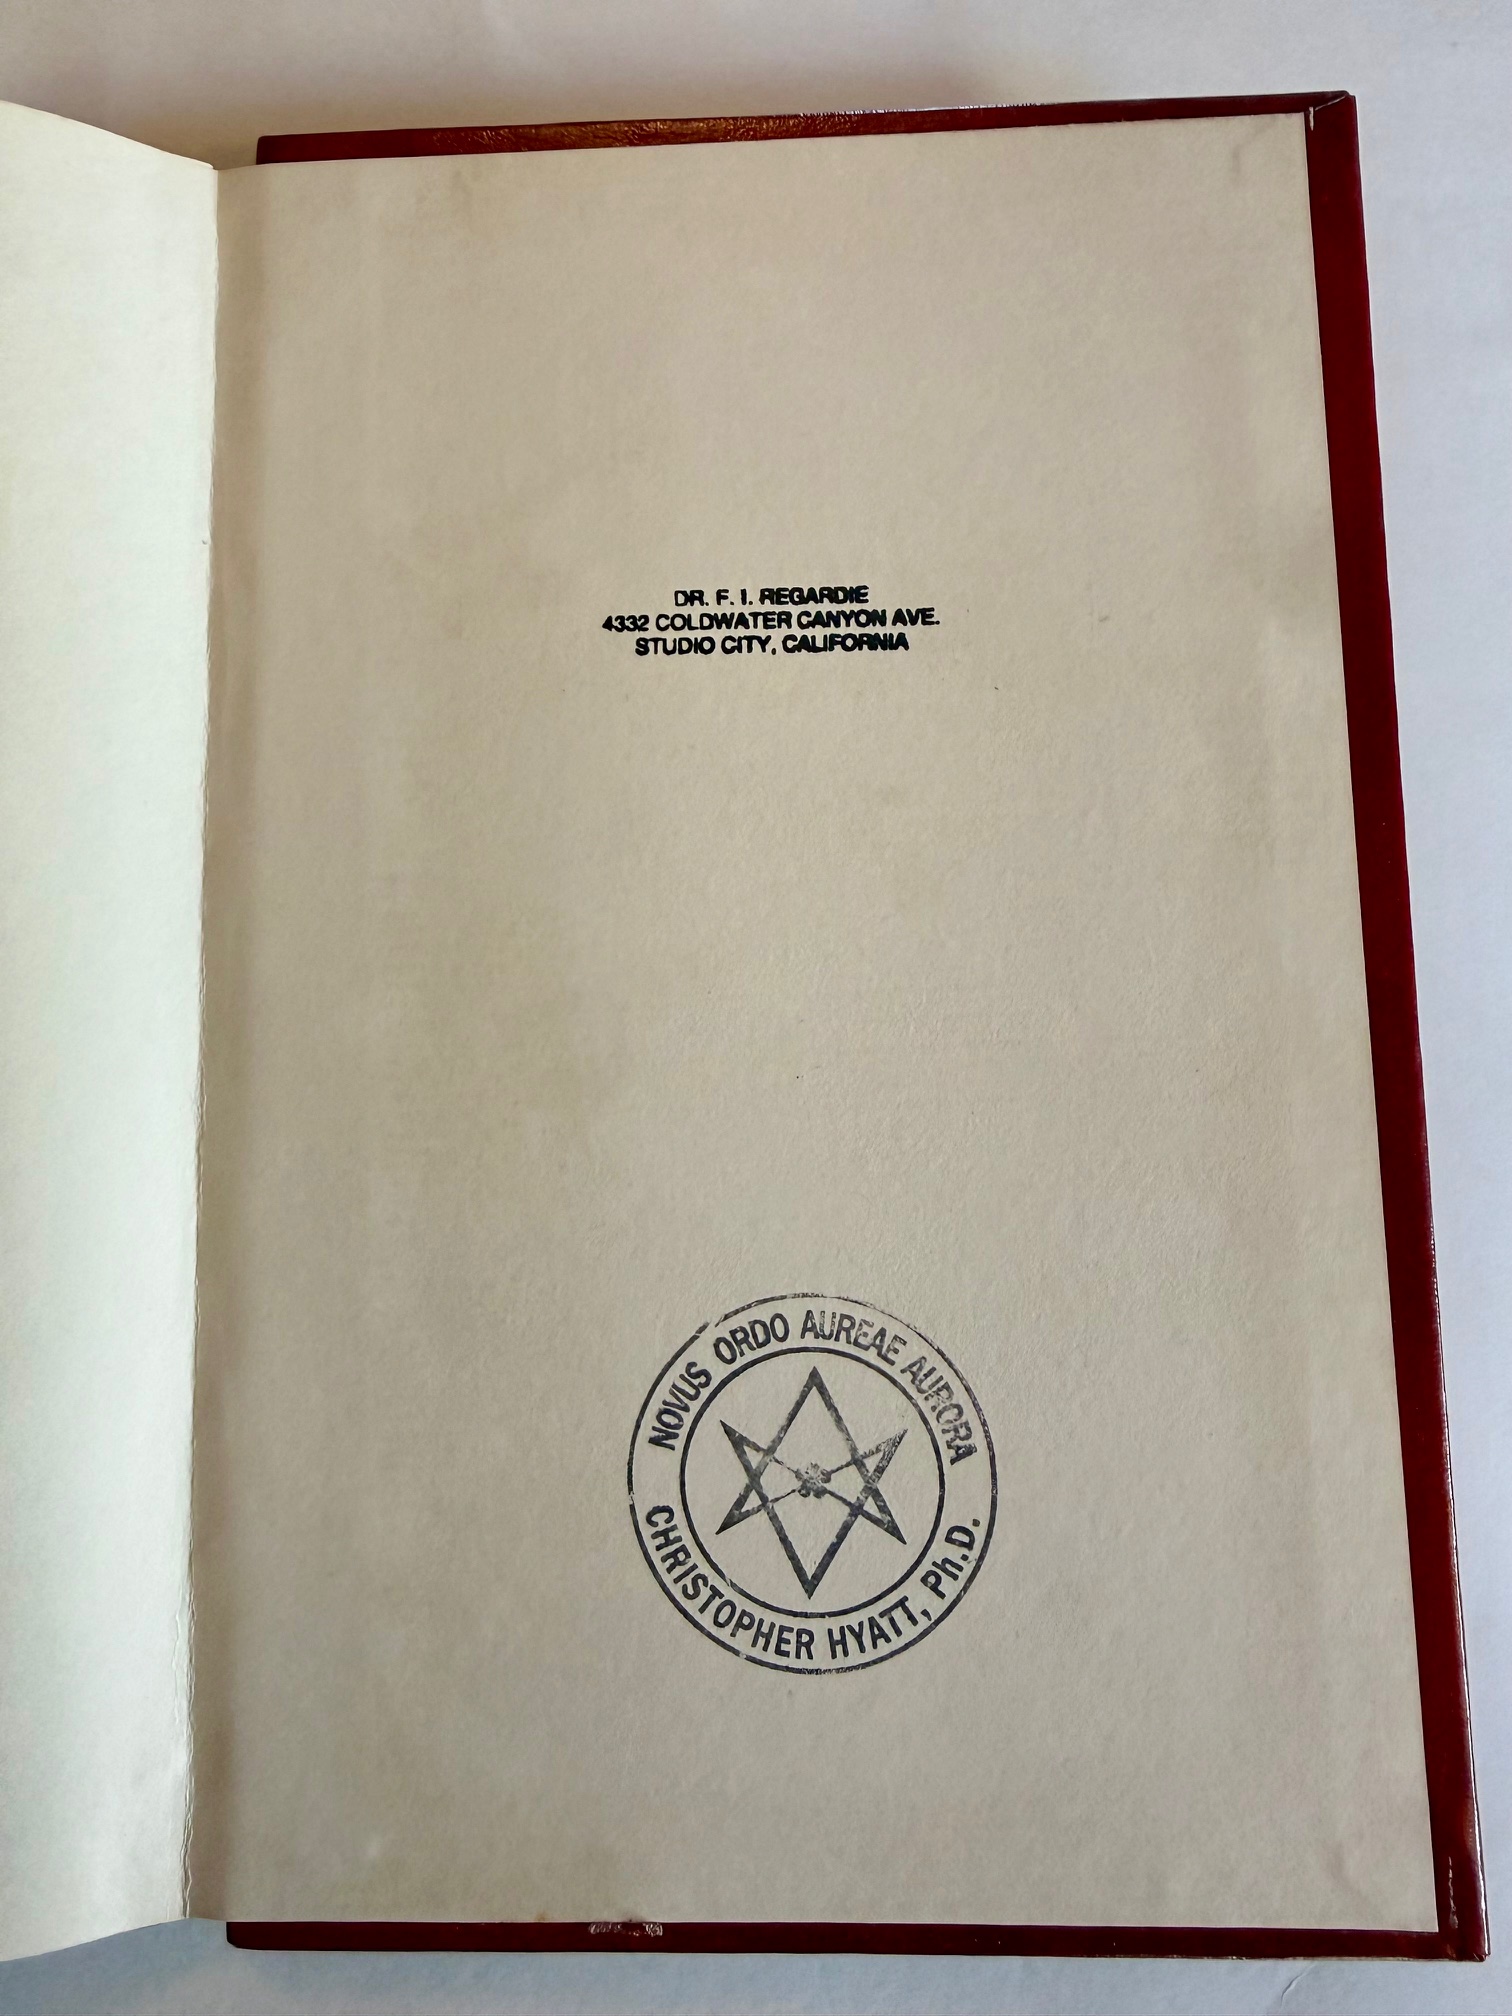 DR. F. I. REGARDIE
4332 COLDWATER CANYON AVE.
STUDIO CITY, CALIFORNIA
NOVUS ORDO AUREAE AURORA
CHRISTOPHER HYATT, Ph.D.